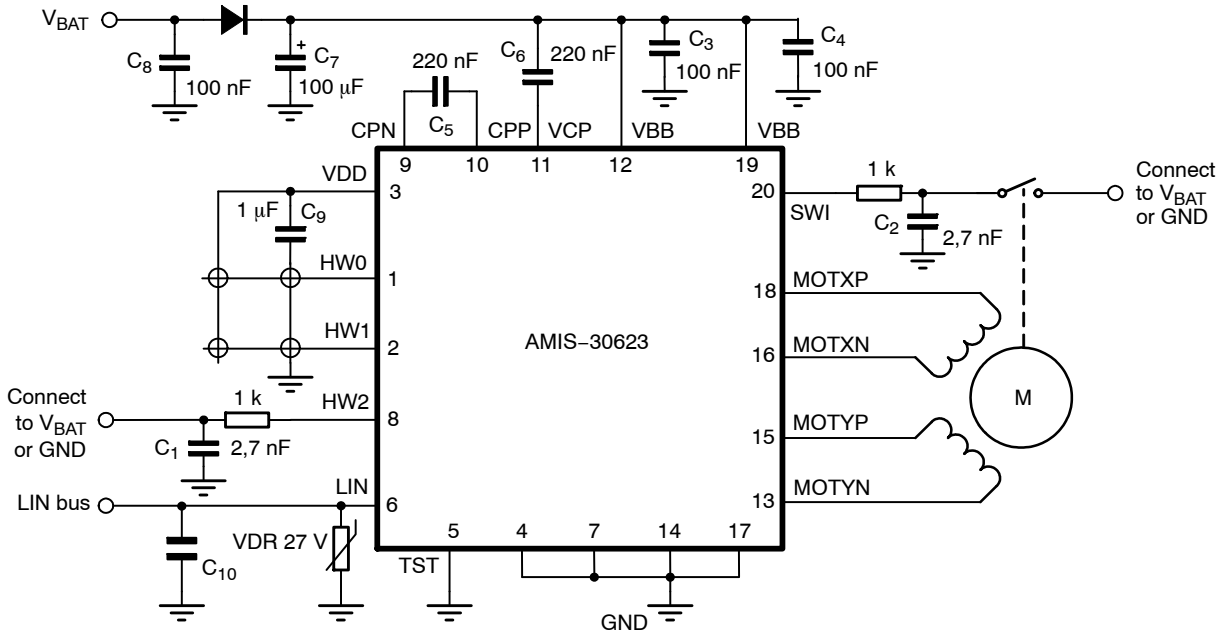 VBAT
C8
100 nF
+
C7
100 μF
220 nF
C5
C6
220 nF
C3
100 nF
C4
100 nF
CPN
CPP
VCP
VBB
VBB
9
10
11
12
19
VDD
3
1 μF
C9
HW0
1
HW1
2
Connect
to VBAT
or GND
1 k
HW2
8
C1
2,7 nF
LIN bus
LIN
6
C10
VDR 27 V
AMIS–30623
20
SWI
1 k
C2
2,7 nF
Connect
to VBAT
or GND
18
MOTXP
16
MOTXN
M
15
MOTYP
13
MOTYN
5
4
7
14
17
TST
GND